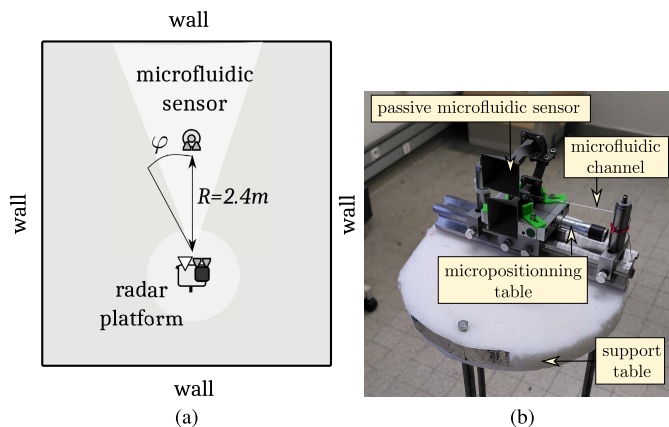 wall
microfluidic
sensor
φ
R=2.4m
wall
wall
radar
platform
wall
(a)
passive microfluidic sensor
microfluidic
channel
micropositionning
table
support
table
(b)